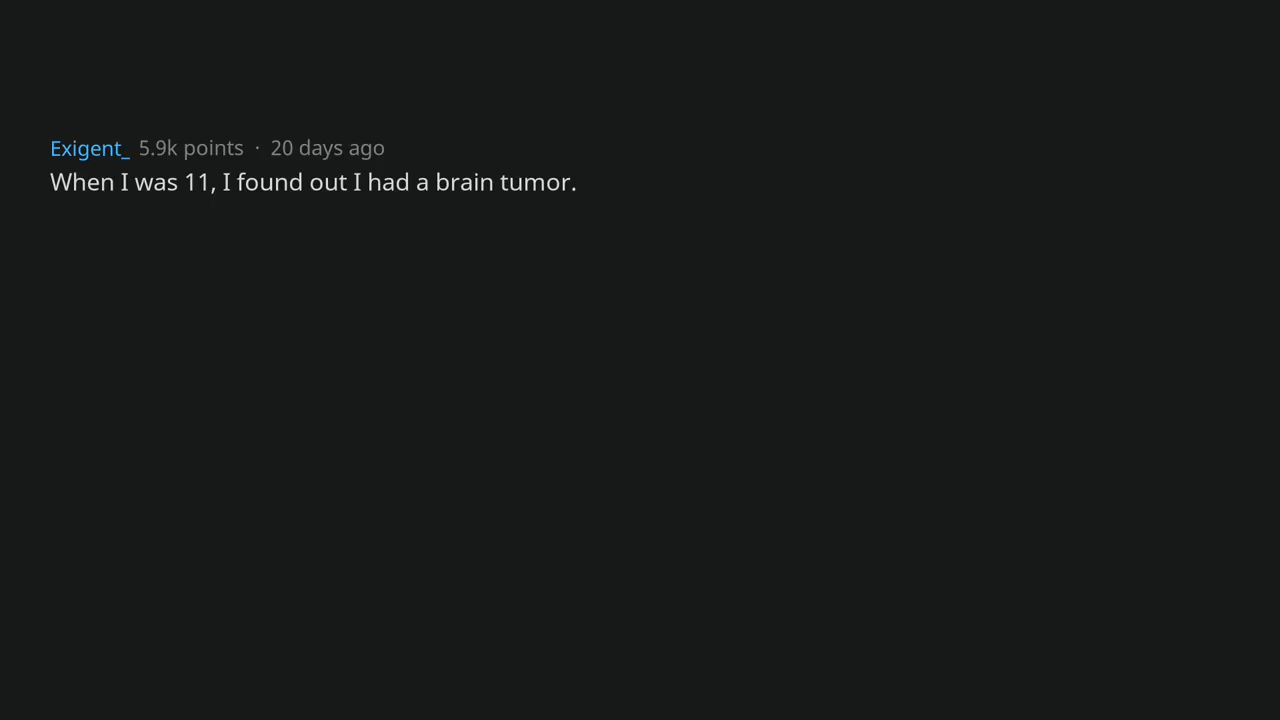 Exigent_ 5.9k points · 20 days ago
When I was 11, I found out I had a brain tumor.